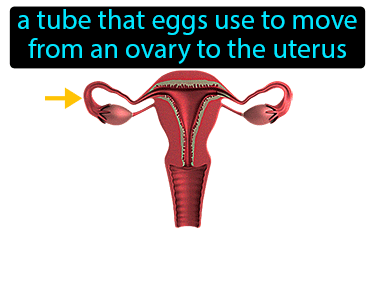 a tube that eggs use to move
from an ovary to the uterus